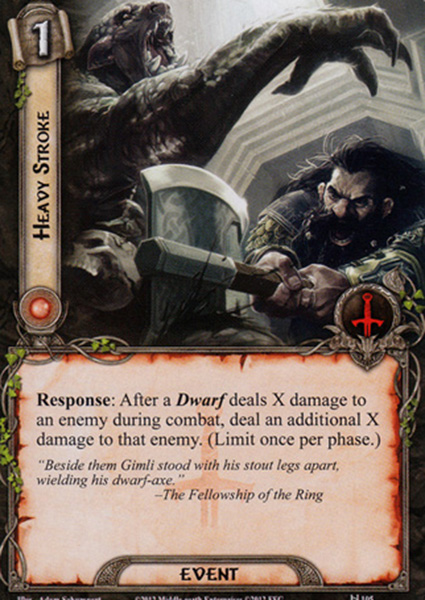 1
HEAVY STROKE
Response: After a Dwarf deals X damage to
an enemy during combat, deal an additional X
damage to that enemy. (Limit once per phase.)
"Beside them Gimli stood with his stout legs apart,
wielding his dwarf-axe."
–The Fellowship of the Ring
EVENT
105